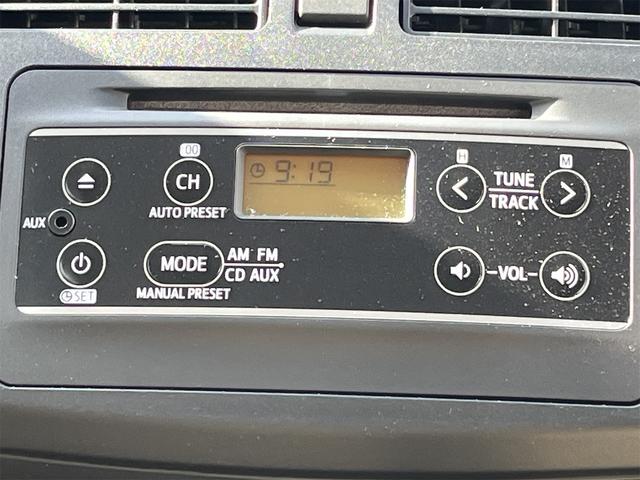 :00
CH
AUTO PRESET
9:19
H
TUNE
TRACK
M
AUX
SET
MODE
MANUAL PRESET
AM FM
CD AUX
VOL